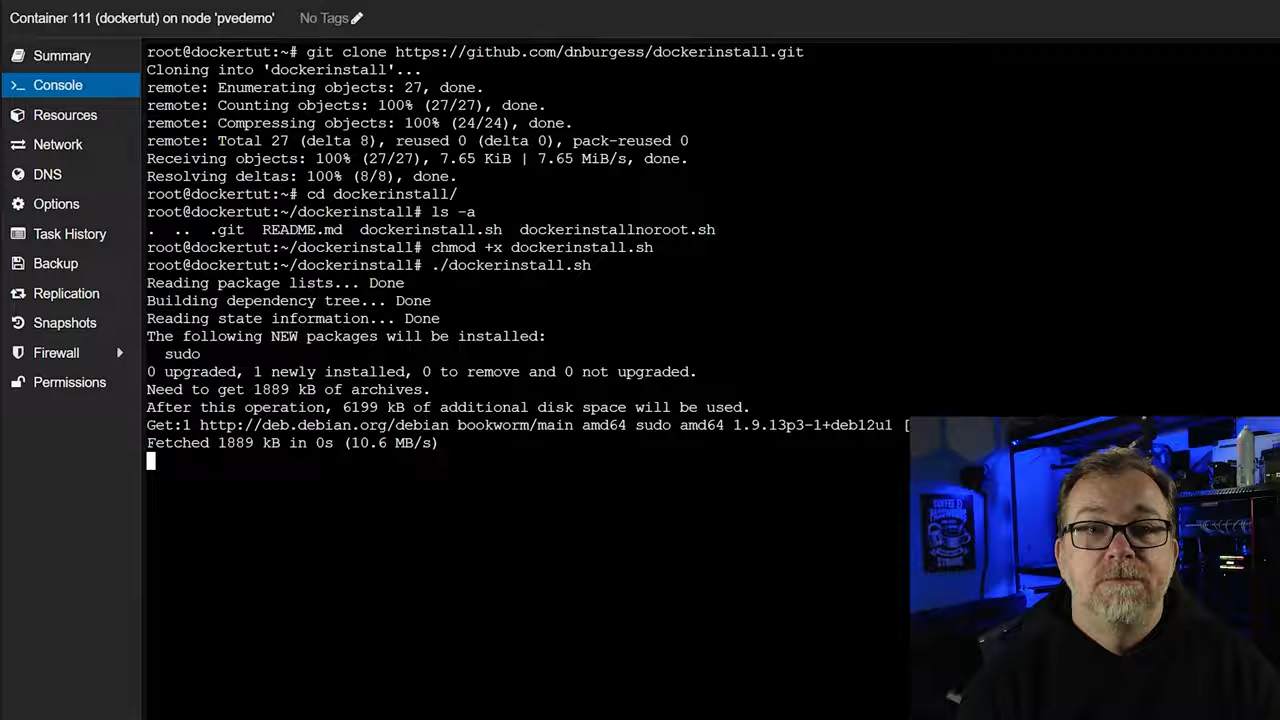 Container 111 (dockertut) on node 'pvedemo'
No Tags
Summary
Console
Resources
Network
DNS
Options
Task History
Backup
Replication
Snapshots
Firewall
Permissions
root@dockertut:~# git clone https://github.com/dnburgess/dockerinstall.git
Cloning into 'dockerinstall'...
remote: Enumerating objects: 27, done.
remote: Counting objects: 100% (27/27), done.
remote: Compressing objects: 100% (24/24), done.
remote: Total 27 (delta 8), reused 0 (delta 0), pack-reused 0
Receiving objects: 100% (27/27), 7.65 KiB | 7.65 MiB/s, done.
Resolving deltas: 100% (8/8), done.
root@dockertut:~# cd dockerinstall/
root@dockertut:~/dockerinstall# ls -a
. .. .git README.md dockerinstall.sh dockerinstallnoroot.sh
root@dockertut:~/dockerinstall# chmod +x dockerinstall.sh
root@dockertut:~/dockerinstall# ./dockerinstall.sh
Reading package lists... Done
Building dependency tree... Done
Reading state information... Done
The following NEW packages will be installed:
sudo
0 upgraded, 1 newly installed, 0 to remove and 0 not upgraded.
Need to get 1889 kB of archives.
After this operation, 6199 kB of additional disk space will be used.
Get:1 http://deb.debian.org/debian bookworm/main amd64 sudo amd64 1.9.13p3-1+deb12u1 [
Fetched 1889 kB in 0s (10.6 MB/s)
COFFEE &
PASSWORDS
STRONG